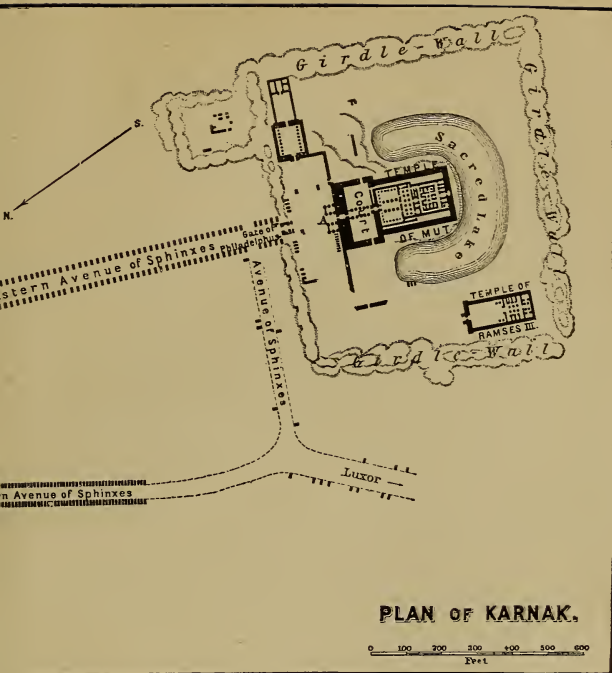 Girdle-Wall
Girdle-Wall
S.
N.
F
Sacred Lake
TEMPLE
OF MUT
Court
A
Gate of
Philadelphus
stern Avenue of Sphinxes
Avenue of Sphinxes
TEMPLE OF
RAMSES III.
Girdle-Wall
Luxor
n Avenue of Sphinxes
PLAN OF KARNAK.
0 100 200 300 400 500 600
Feet